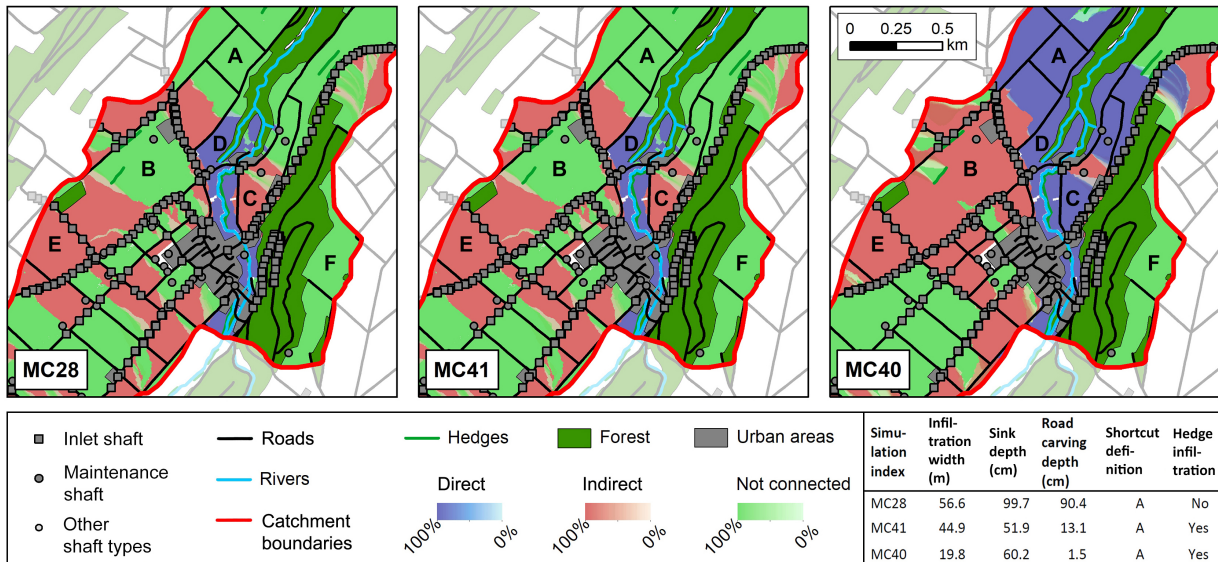 A
D
B
C
E
F
MC28
A
D
B
C
E
F
MC41
0 0.25 0.5
km
A
D
B
C
E
F
MC40
Inlet shaft
Maintenance
shaft
Other
shaft types
Roads
Rivers
Catchment
boundaries
Hedges
Forest
Urban areas
Direct
100%
0%
Indirect
100%
0%
Not connected
100%
0%
Simu-
lation
index
Infil-
tration
width
(m)
Sink
depth
(cm)
Road
carving
depth
(cm)
Shortcut
defi-
nition
Hedge
infil-
tration
MC28 56.6 99.7 90.4 A No
MC41 44.9 51.9 13.1 A Yes
MC40 19.8 60.2 1.5 A Yes